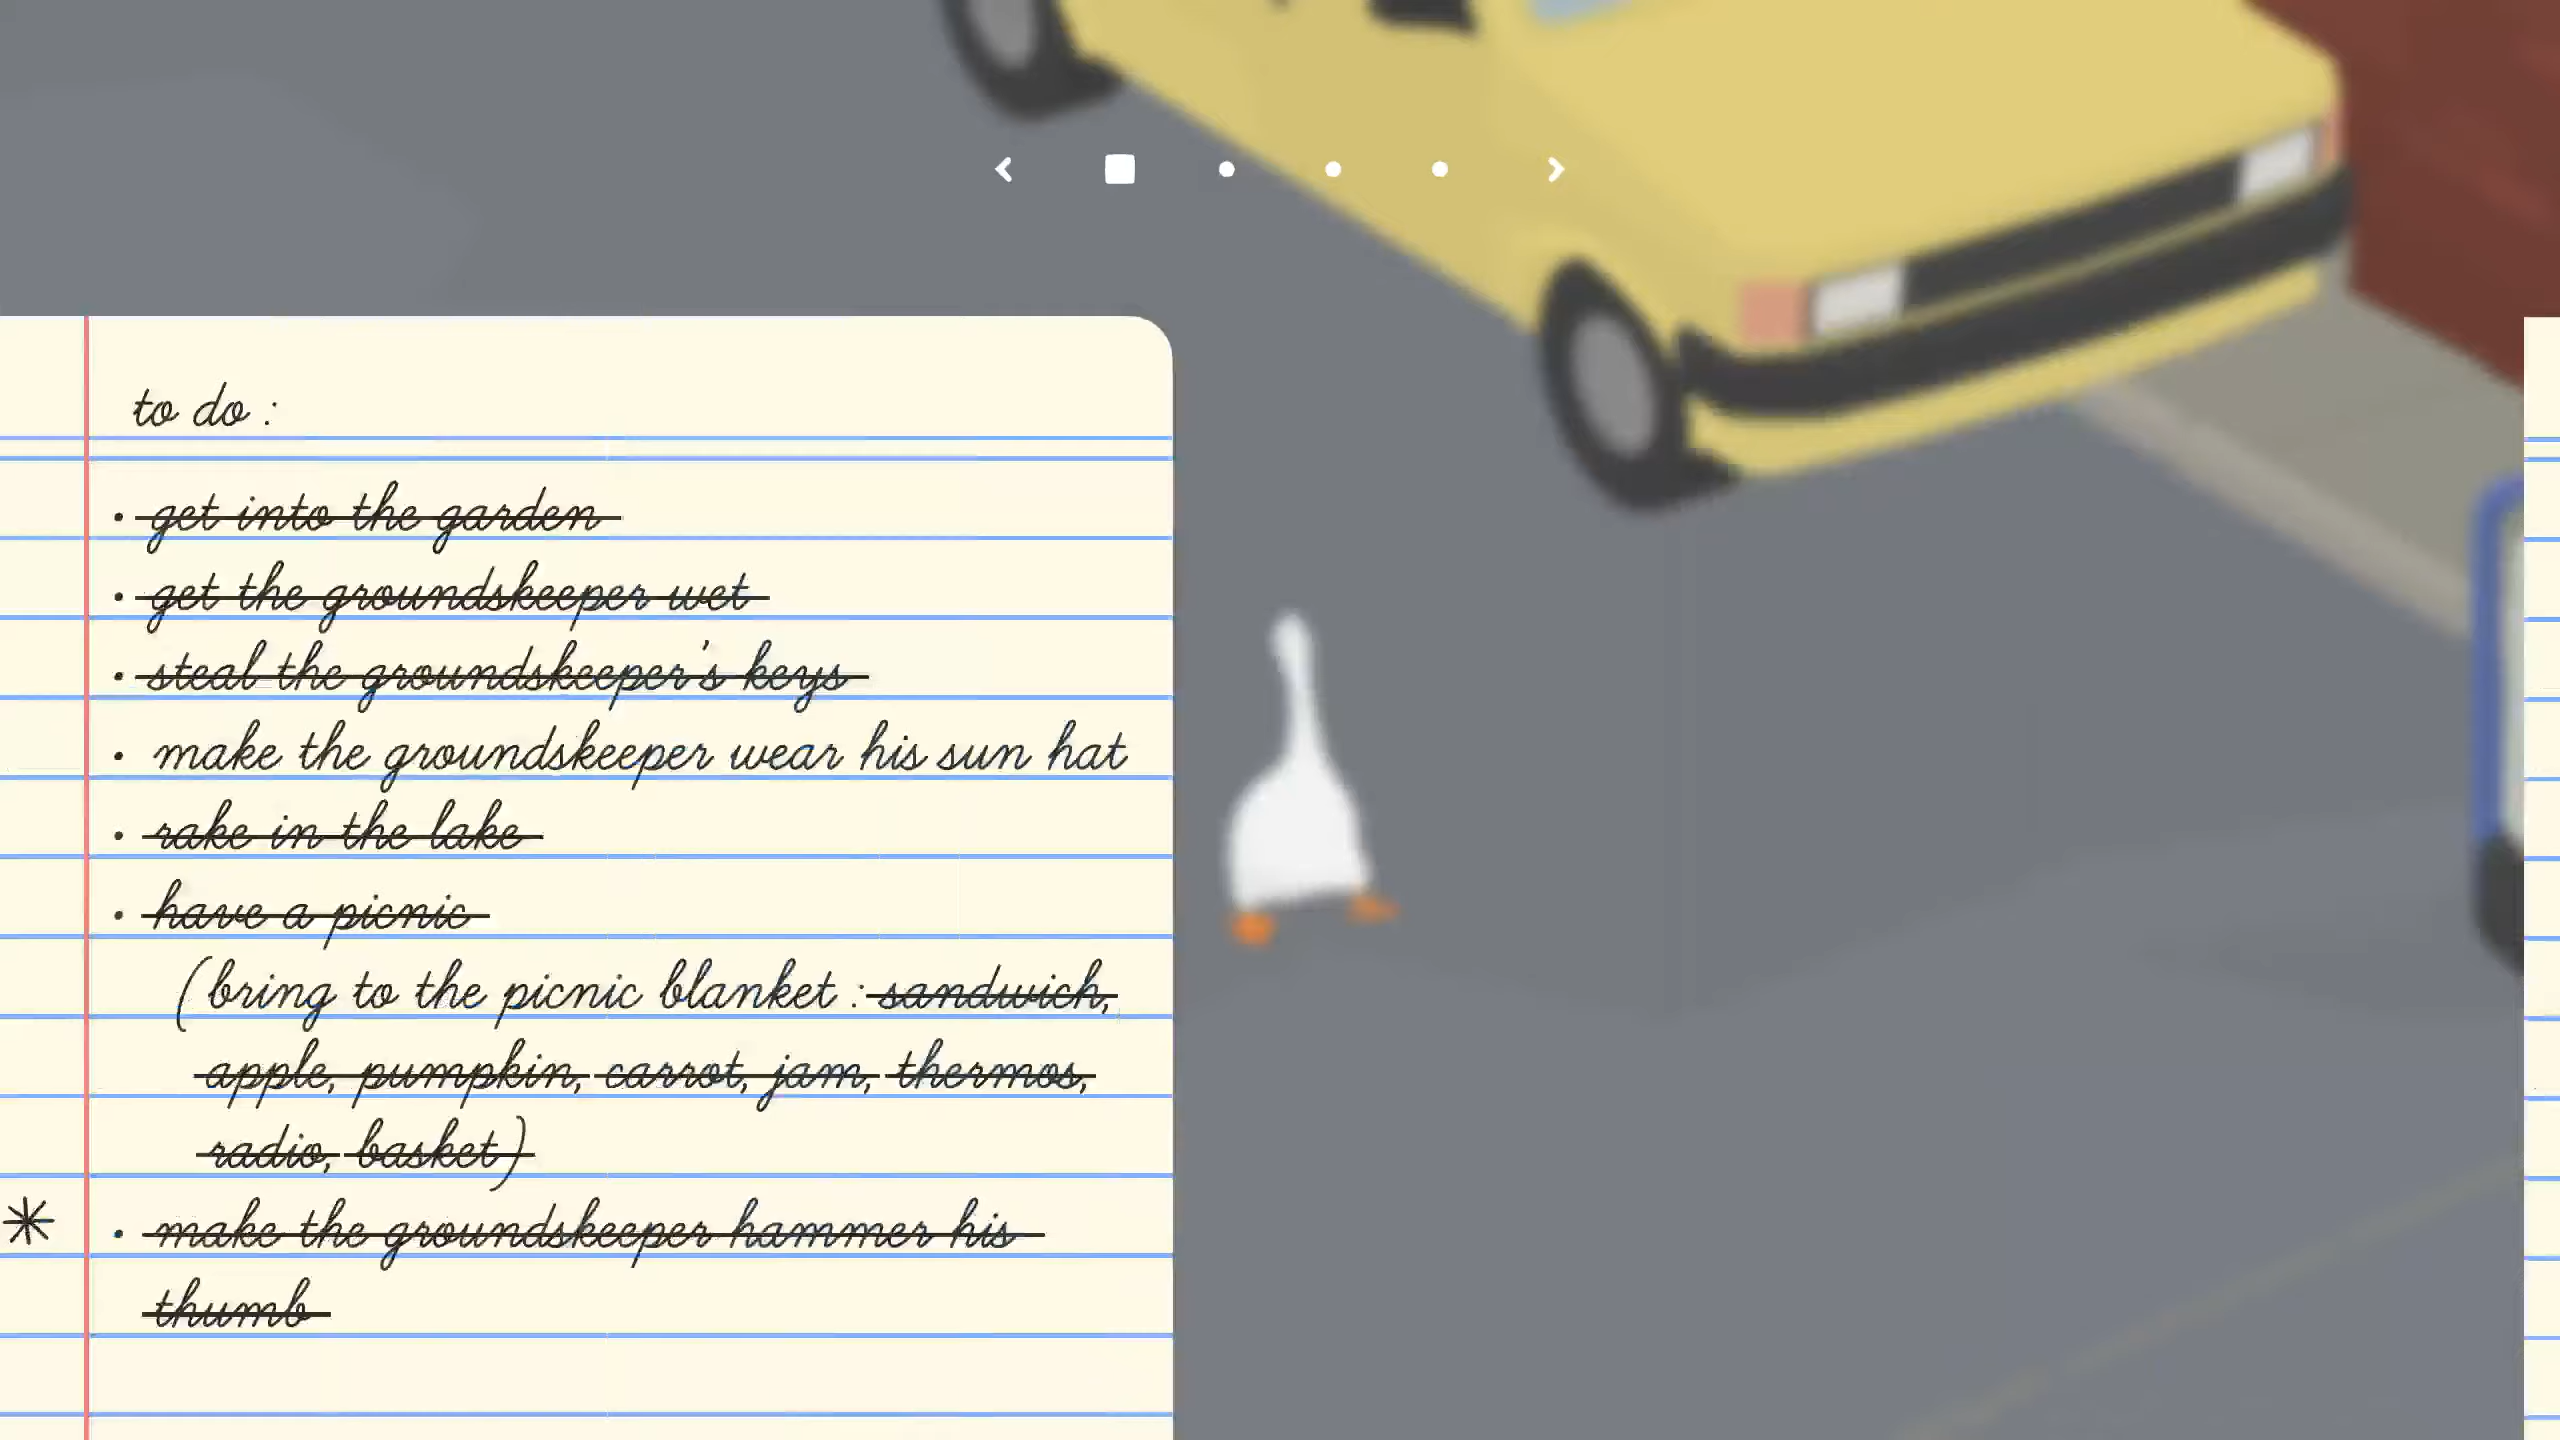 to do :
• get into the garden
• get the groundskeeper wet
• steal the groundskeeper's keys
• make the groundskeeper wear his sun hat
• rake in the lake
• have a picnic
(bring to the picnic blanket : sandwich,
apple, pumpkin, carrot, jam, thermos,
radio, basket)
• make the groundskeeper hammer his
thumb